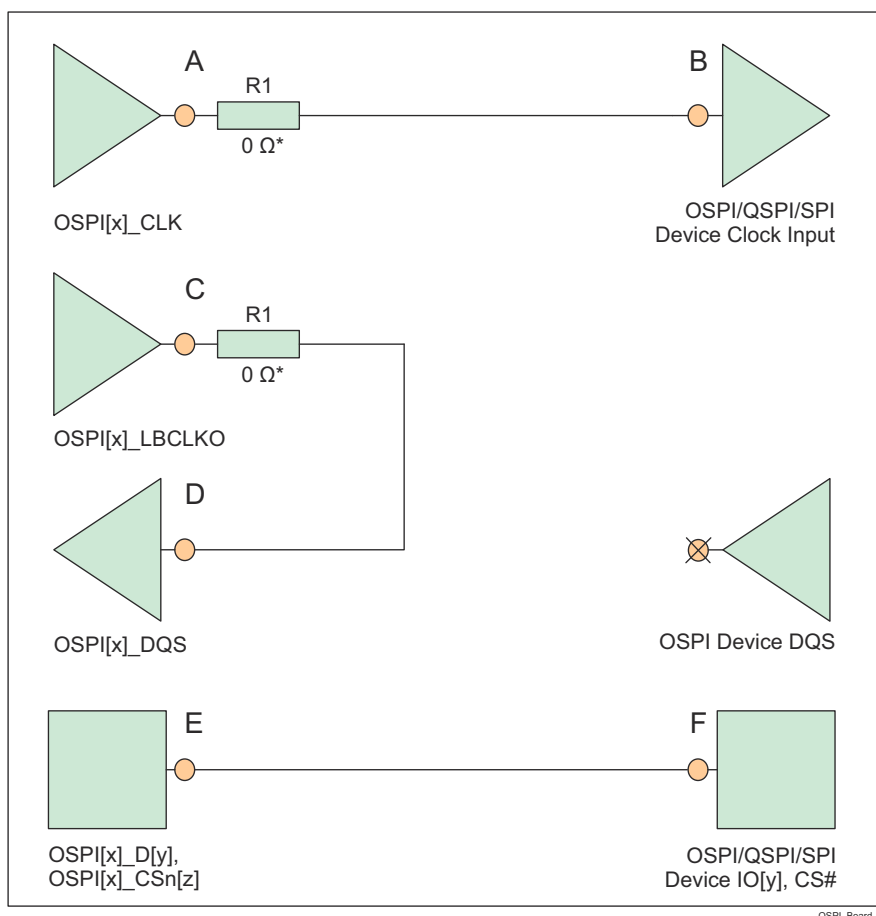 A
R1
B
0 Ω*
OSPI[x]_CLK
OSPI/QSPI/SPI
Device Clock Input
C
R1
0 Ω*
OSPI[x]_LBCLKO
D
OSPI[x]_DQS
OSPI Device DQS
E
F
OSPI[x]_D[y],
OSPI[x]_CSn[z]
OSPI/QSPI/SPI
Device IO[y], CS#